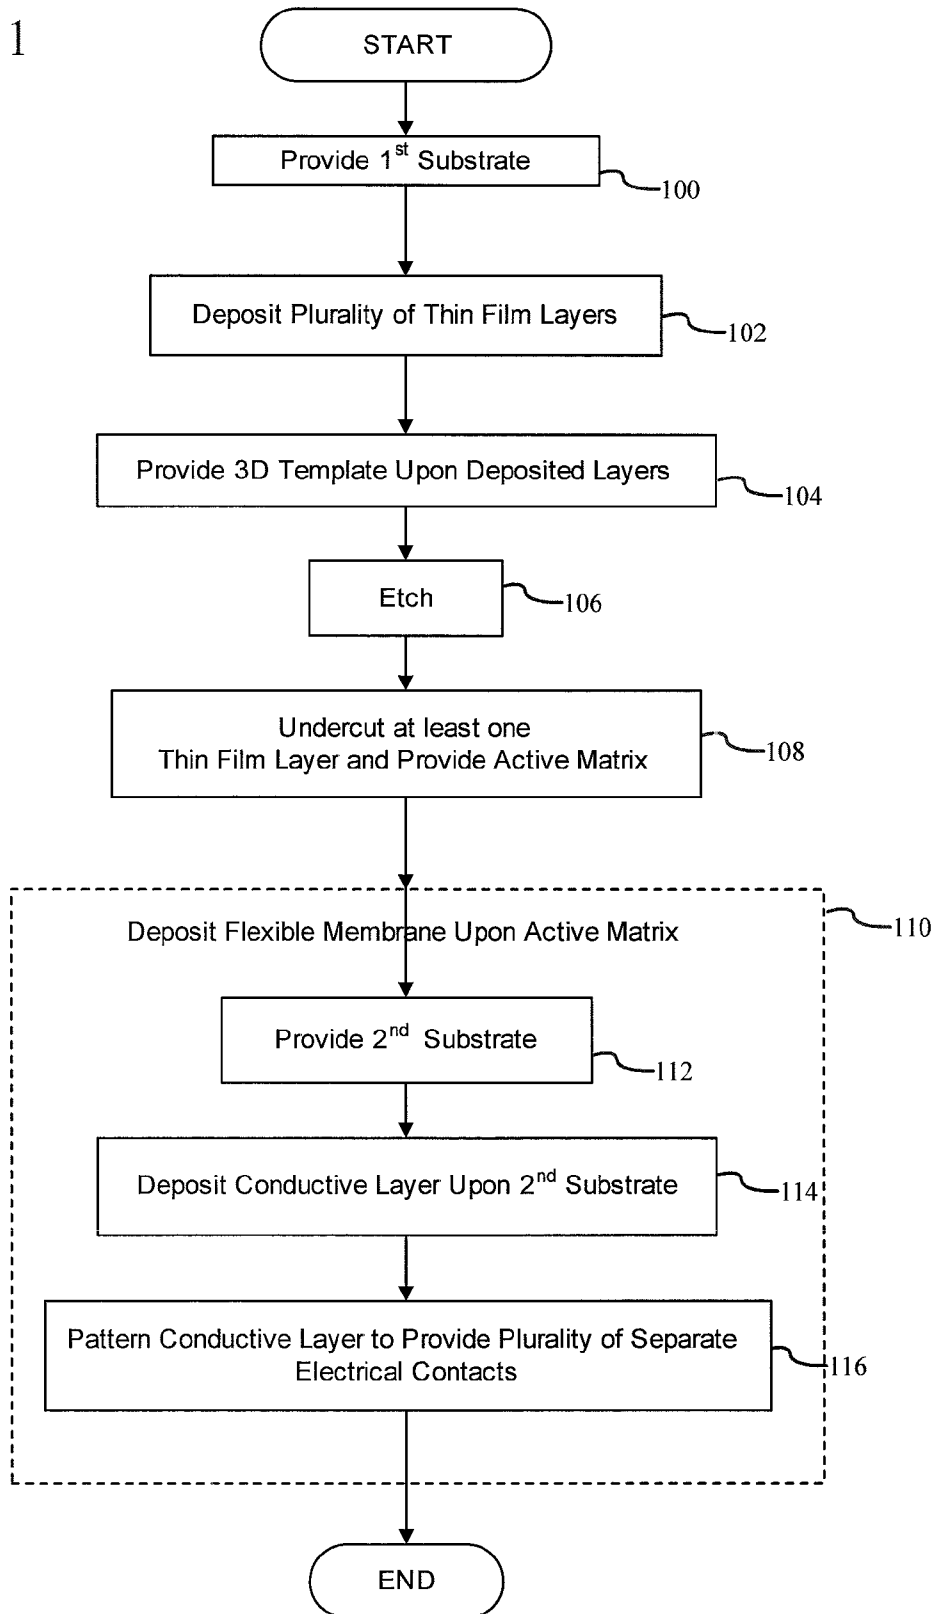 1
START
Provide 1st Substrate
100
Deposit Plurality of Thin Film Layers
102
Provide 3D Template Upon Deposited Layers
104
Etch
106
Undercut at least one
Thin Film Layer and Provide Active Matrix
108
Deposit Flexible Membrane Upon Active Matrix
110
Provide 2nd Substrate
112
Deposit Conductive Layer Upon 2nd Substrate
114
Pattern Conductive Layer to Provide Plurality of Separate
Electrical Contacts
116
END